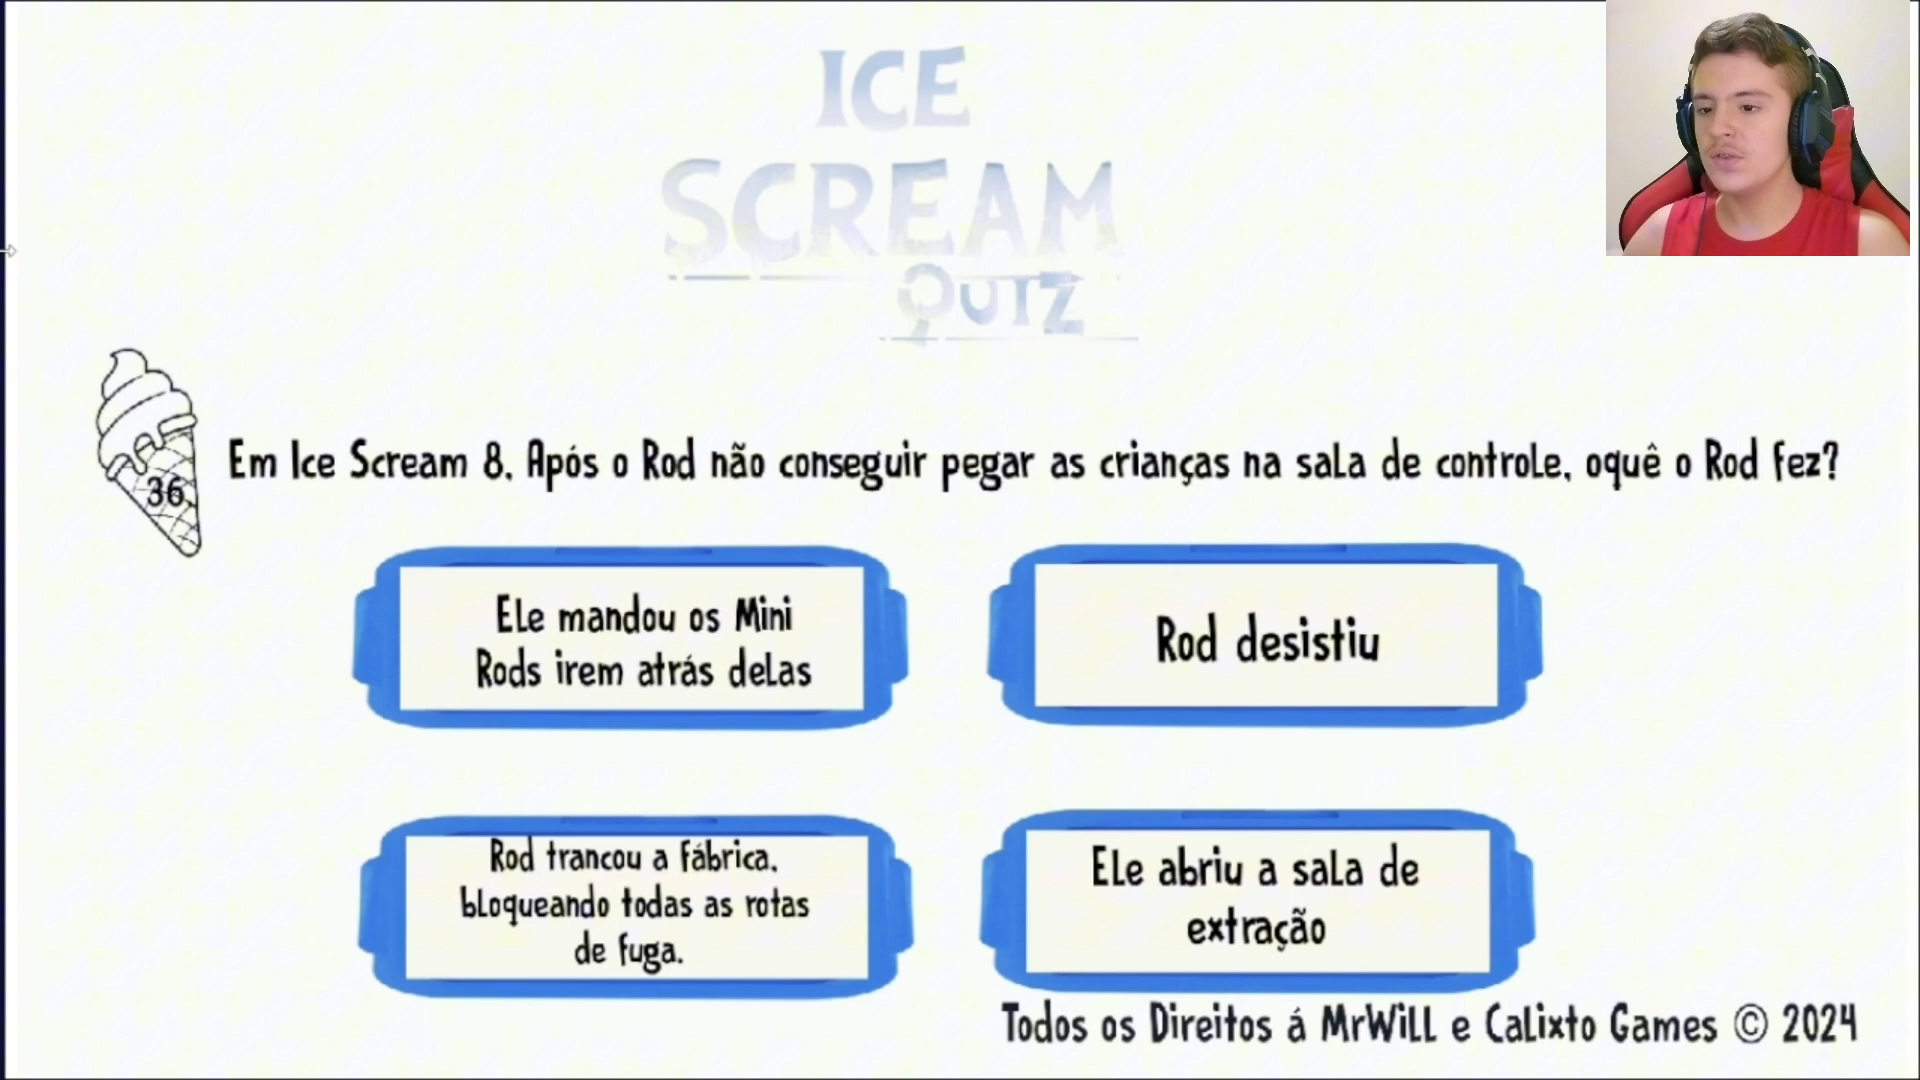 ICE
SCREAM
QUIZ
36
Em Ice Scream 8, Após o Rod não conseguir pegar as crianças na sala de controle, oquê o Rod fez?
Ele mandou os Mini
Rods irem atrás delas
Rod desistiu
Rod trancou a fábrica,
bloqueando todas as rotas
de fuga.
Ele abriu a sala de
extração
Todos os Direitos á MrWill e Calixto Games © 2024